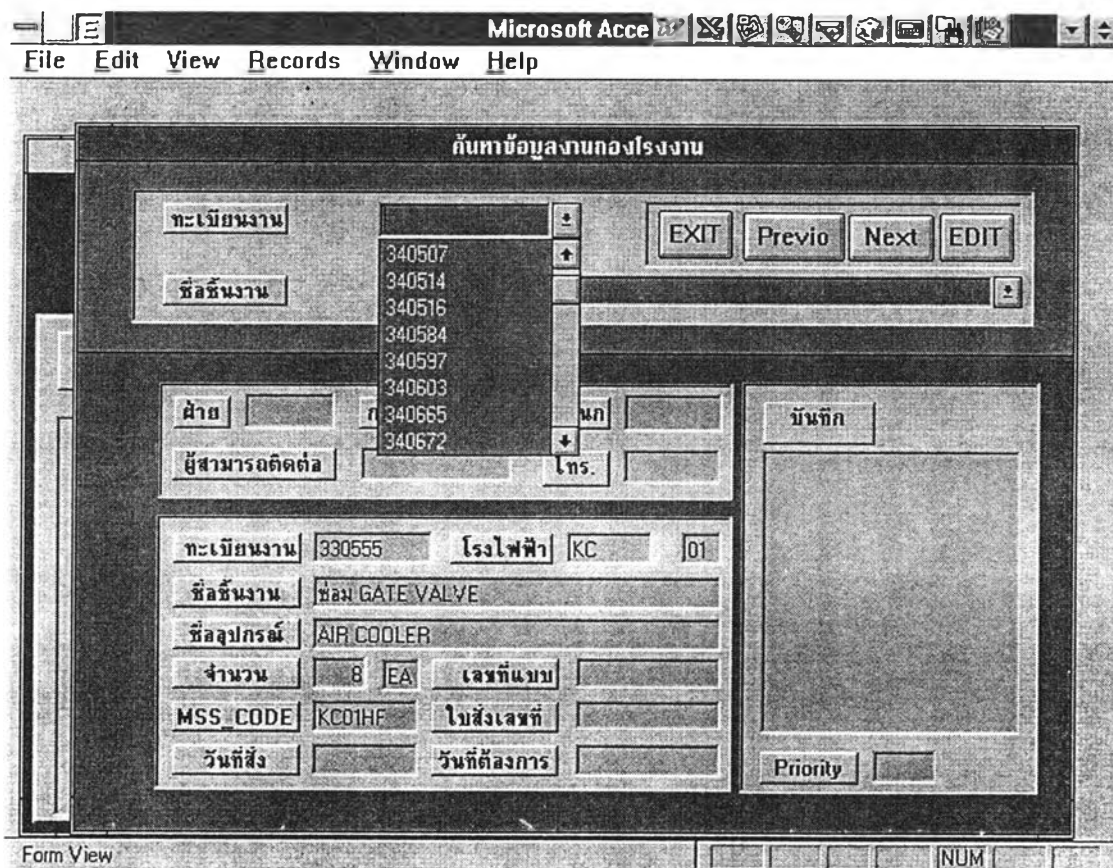 Microsoft Acce
File Edit View Records Window Help
ค้นหาข้อมูลงานกองโรงงาน
ทะเบียนงาน
EXIT Previo Next EDIT
340507
340514
ชื่อชิ้นงาน
340516
340584
340597
340603
ฝ่าย ก 340665 นก บันทึก
340672
ผู้สามารถติดต่อ โทร.
ทะเบียนงาน 330555 โรงไฟฟ้า KC 01
ชื่อชิ้นงาน ซ่อม GATE VALVE
ชื่ออุปกรณ์ AIR COOLER
จำนวน 8 EA เลขที่แบบ
MSS_CODE KC01HF ใบสั่งเลขที่
วันที่สั่ง วันที่ต้องการ Priority
Form View NUM